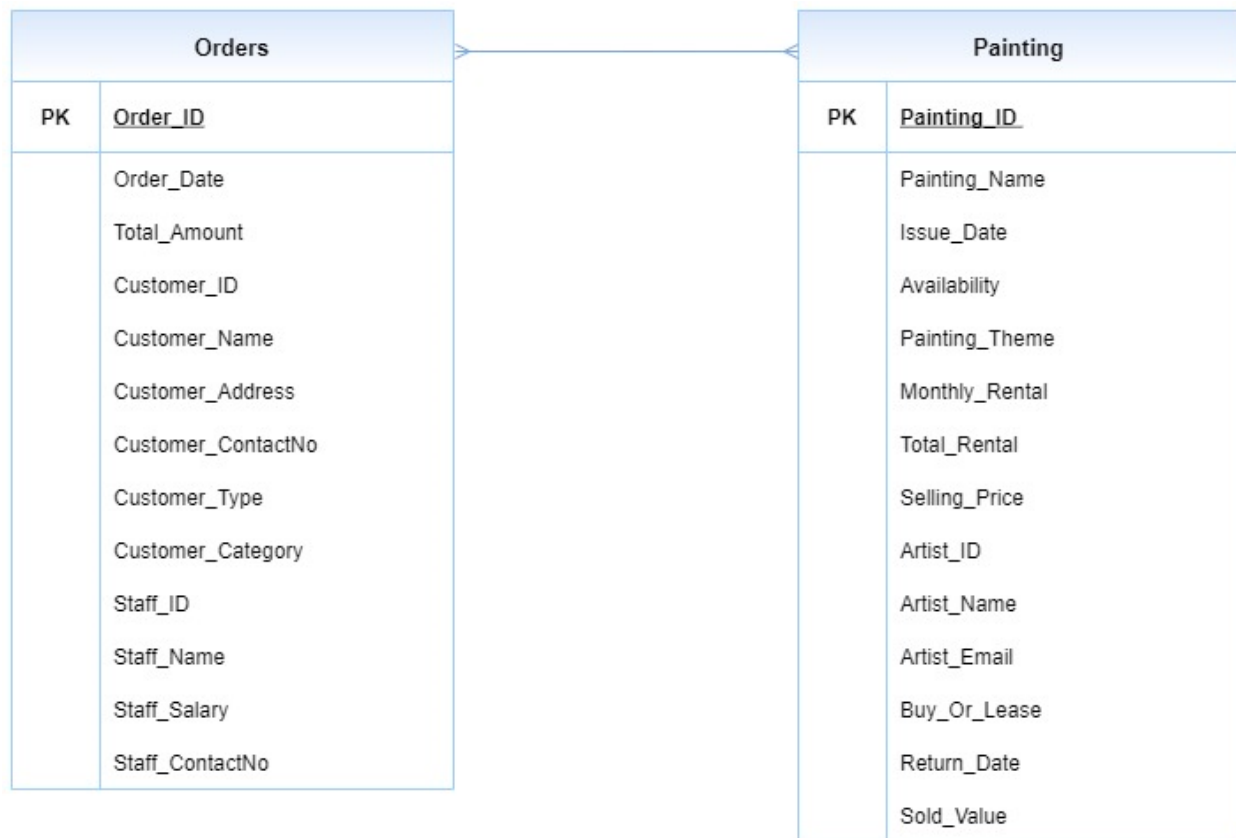 Orders
PK Order_ID
Order_Date
Total_Amount
Customer_ID
Customer_Name
Customer_Address
Customer_ContactNo
Customer_Type
Customer_Category
Staff_ID
Staff_Name
Staff_Salary
Staff_ContactNo
Painting
PK Painting_ID
Painting_Name
Issue_Date
Availability
Painting_Theme
Monthly_Rental
Total_Rental
Selling_Price
Artist_ID
Artist_Name
Artist_Email
Buy_Or_Lease
Return_Date
Sold_Value